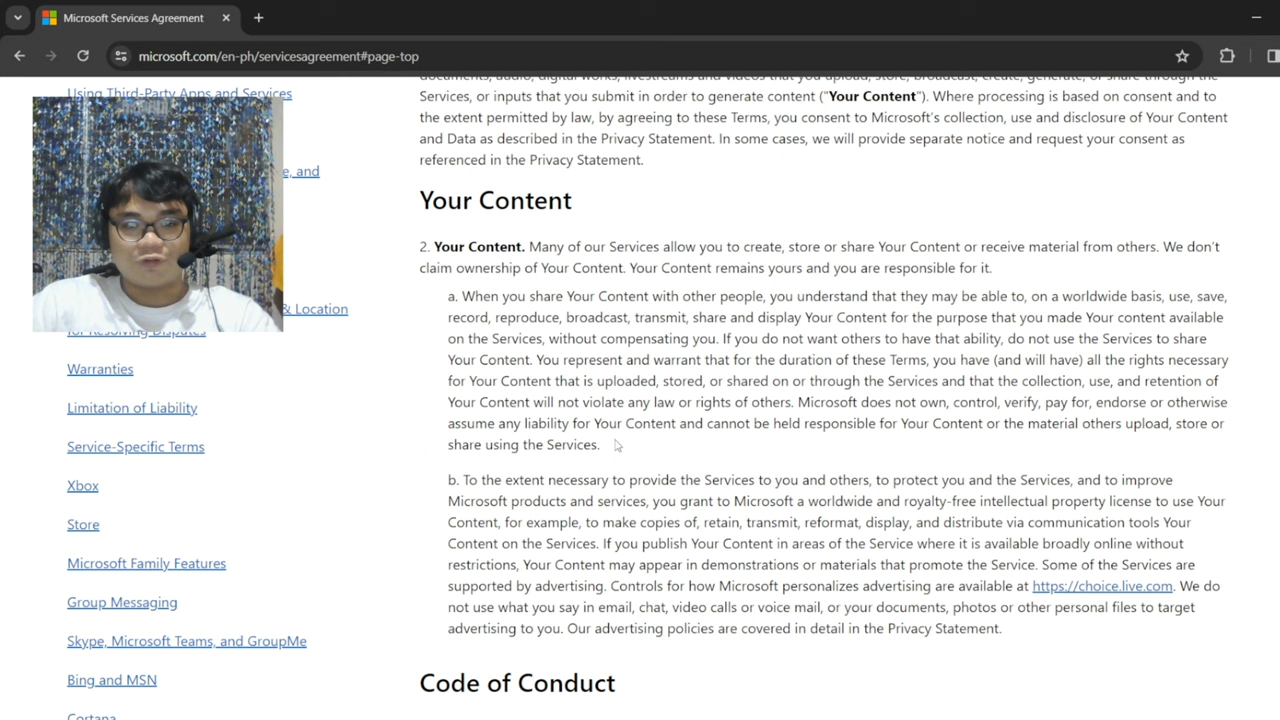 Microsoft Services Agreement
microsoft.com/en-ph/servicesagreement#page-top
Using Third-Party Apps and Services
e, and
& Location
for Resolving Disputes
Warranties
Limitation of Liability
Service-Specific Terms
Xbox
Store
Microsoft Family Features
Group Messaging
Skype, Microsoft Teams, and GroupMe
Bing and MSN
Cortana
documents, audio, digital works, livestreams and videos that you upload, store, broadcast, create, generate, or share through the
Services, or inputs that you submit in order to generate content ("Your Content"). Where processing is based on consent and to
the extent permitted by law, by agreeing to these Terms, you consent to Microsoft's collection, use and disclosure of Your Content
and Data as described in the Privacy Statement. In some cases, we will provide separate notice and request your consent as
referenced in the Privacy Statement.
Your Content
2. Your Content. Many of our Services allow you to create, store or share Your Content or receive material from others. We don't
claim ownership of Your Content. Your Content remains yours and you are responsible for it.
a. When you share Your Content with other people, you understand that they may be able to, on a worldwide basis, use, save,
record, reproduce, broadcast, transmit, share and display Your Content for the purpose that you made Your content available
on the Services, without compensating you. If you do not want others to have that ability, do not use the Services to share
Your Content. You represent and warrant that for the duration of these Terms, you have (and will have) all the rights necessary
for Your Content that is uploaded, stored, or shared on or through the Services and that the collection, use, and retention of
Your Content will not violate any law or rights of others. Microsoft does not own, control, verify, pay for, endorse or otherwise
assume any liability for Your Content and cannot be held responsible for Your Content or the material others upload, store or
share using the Services.
b. To the extent necessary to provide the Services to you and others, to protect you and the Services, and to improve
Microsoft products and services, you grant to Microsoft a worldwide and royalty-free intellectual property license to use Your
Content, for example, to make copies of, retain, transmit, reformat, display, and distribute via communication tools Your
Content on the Services. If you publish Your Content in areas of the Service where it is available broadly online without
restrictions, Your Content may appear in demonstrations or materials that promote the Service. Some of the Services are
supported by advertising. Controls for how Microsoft personalizes advertising are available at https://choice.live.com. We do
not use what you say in email, chat, video calls or voice mail, or your documents, photos or other personal files to target
advertising to you. Our advertising policies are covered in detail in the Privacy Statement.
Code of Conduct